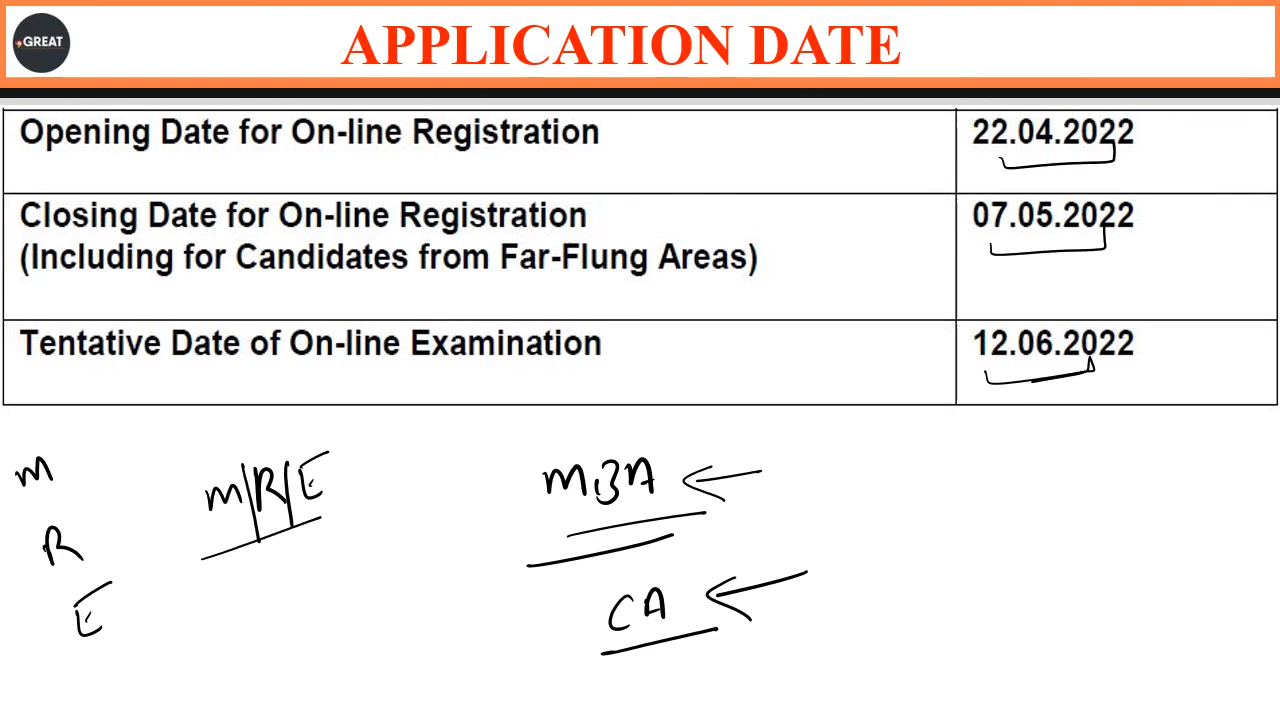 GREAT
APPLICATION DATE
Opening Date for On-line Registration 22.04.2022
Closing Date for On-line Registration 07.05.2022
(Including for Candidates from Far-Flung Areas)
Tentative Date of On-line Examination 12.06.2022
M
M/R/E
MBA
R
E
CA